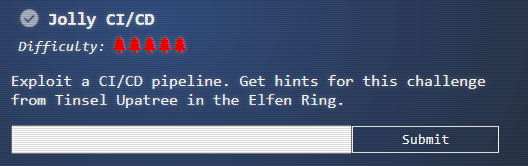 Jolly CI/CD
Difficulty:
Exploit a CI/CD pipeline. Get hints for this challenge
from Tinsel Upatree in the Elfen Ring.
Submit